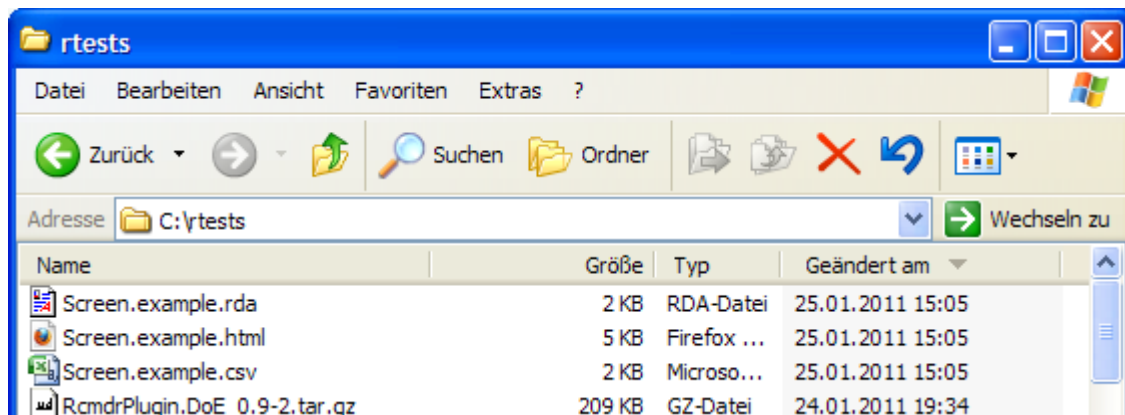 rtests
Datei Bearbeiten Ansicht Favoriten Extras ?
Zurück Suchen Ordner
Adresse C:\rtests Wechseln zu
Name Größe Typ Geändert am
Screen.example.rda 2 KB RDA-Datei 25.01.2011 15:05
Screen.example.html 5 KB Firefox ... 25.01.2011 15:05
Screen.example.csv 2 KB Microso... 25.01.2011 15:05
RcmdrPlugin.DoE_0.9-2.tar.gz 209 KB GZ-Datei 24.01.2011 19:34